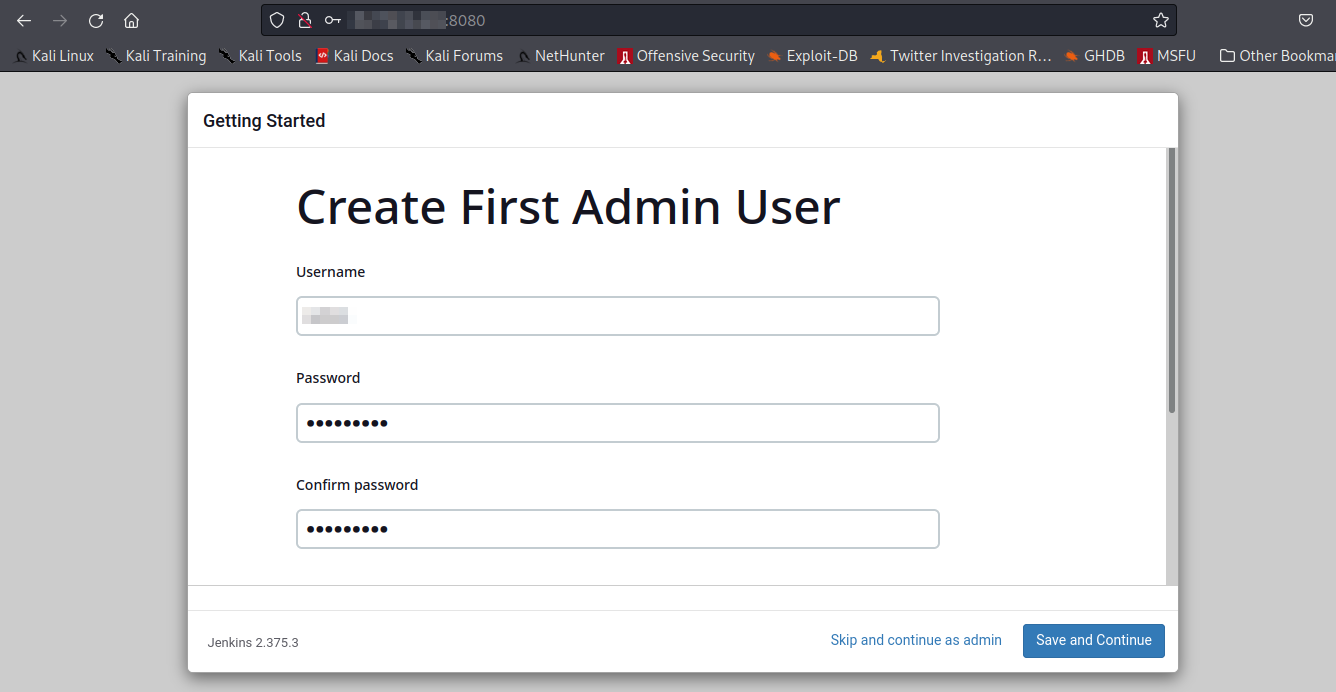 :8080
Kali Linux Kali Training Kali Tools Kali Docs Kali Forums NetHunter Offensive Security Exploit-DB Twitter Investigation R... GHDB MSFU Other Bookmar
Getting Started
Create First Admin User
Username
Password
•••••••••
Confirm password
•••••••••
Jenkins 2.375.3 Skip and continue as admin Save and Continue